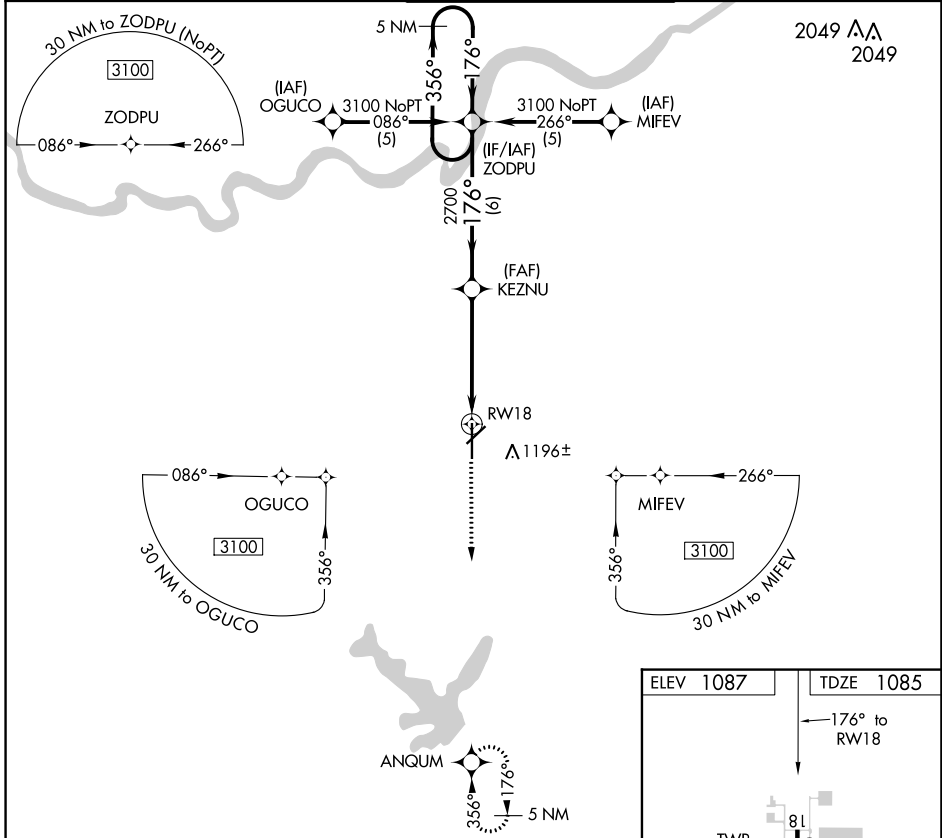 30 NM to ZODPU (NoPT)
3100
ZODPU
086°
266°
5 NM
356°
176°
2049
2049
(IAF)
OGUCO
3100 NoPT
086°
(5)
3100 NoPT
266°
(5)
(IAF)
MIFEV
(IF/IAF)
ZODPU
2700
176°
(6)
(FAF)
KEZNU
RW18
1196±
086°
OGUCO
3100
356°
30 NM to OGUCO
266°
MIFEV
3100
356°
30 NM to MIFEV
ANQUM
356°
176°
5 NM
ELEV 1087
TDZE 1085
176° to
RW18
18